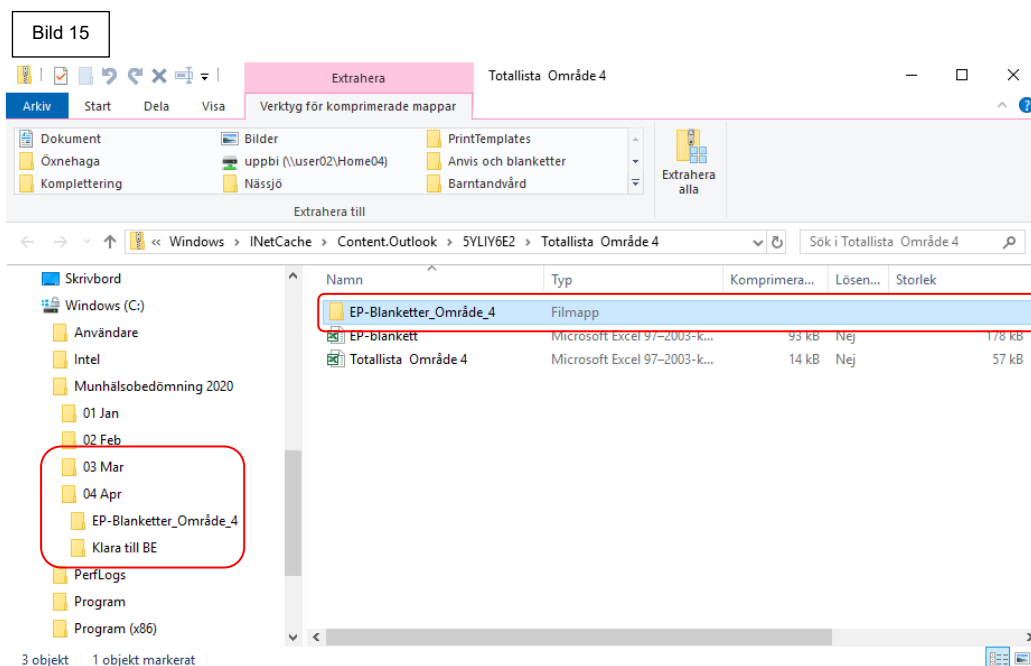 Bild 15
Extrahera
Totallista Område 4
Arkiv Start Dela Visa Verktyg för komprimerade mappar
Dokument Bilder PrintTemplates
Öxnehaga uppbi (\\user02\Home04) Anvis och blanketter
Komplettering Nässjö Barntandvård
Extrahera alla
Extrahera till
« Windows > INetCache > Content.Outlook > 5YLIY6E2 > Totallista Område 4
Sök i Totallista Område 4
Skrivbord
Windows (C:)
Användare
Intel
Munhälsobedömning 2020
01 Jan
02 Feb
03 Mar
04 Apr
EP-Blanketter_Område_4
Klara till BE
PerfLogs
Program
Program (x86)
Namn Typ Komprimera... Lösen... Storlek
EP-Blanketter_Område_4 Filmapp
EP-blankett Microsoft Excel 97–2003-k... 93 kB Nej 178 kB
Totallista Område 4 Microsoft Excel 97–2003-k... 14 kB Nej 57 kB
3 objekt 1 objekt markerat